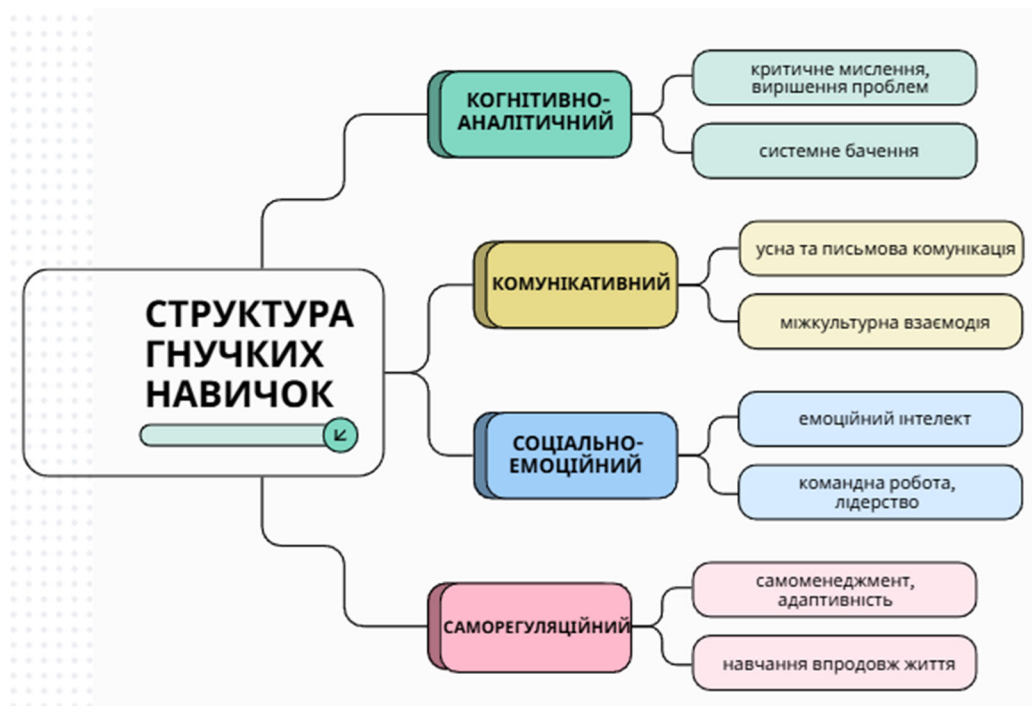 СТРУКТУРА
ГНУЧКИХ
НАВИЧОК
КОГНІТИВНО-
АНАЛІТИЧНИЙ
критичне мислення,
вирішення проблем
системне бачення
КОМУНІКАТИВНИЙ
усна та письмова комунікація
міжкультурна взаємодія
СОЦІАЛЬНО-
ЕМОЦІЙНИЙ
емоційний інтелект
командна робота,
лідерство
САМОРЕГУЛЯЦІЙНИЙ
самоменеджмент,
адаптивність
навчання впродовж життя